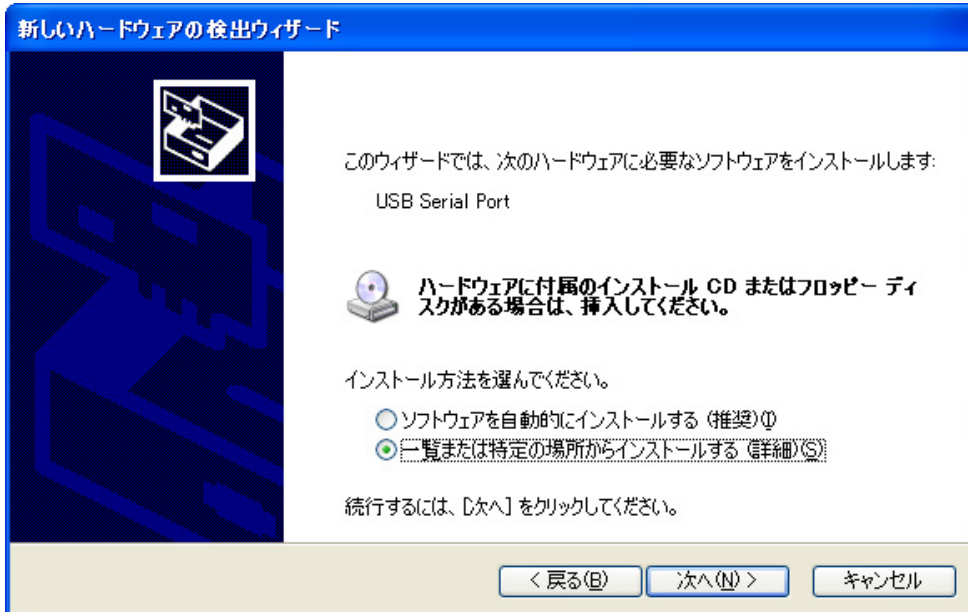 新しいハードウェアの検出ウィザード
このウィザードでは、次のハードウェアに必要なソフトウェアをインストールします:
USB Serial Port
ハードウェアに付属のインストール CD またはフロッピー ディ
スクがある場合は、挿入してください。
インストール方法を選んでください。
ソフトウェアを自動的にインストールする (推奨)(I)
一覧または特定の場所からインストールする (詳細)(S)
続行するには、[次へ] をクリックしてください。
< 戻る(B) 次へ(N) > キャンセル